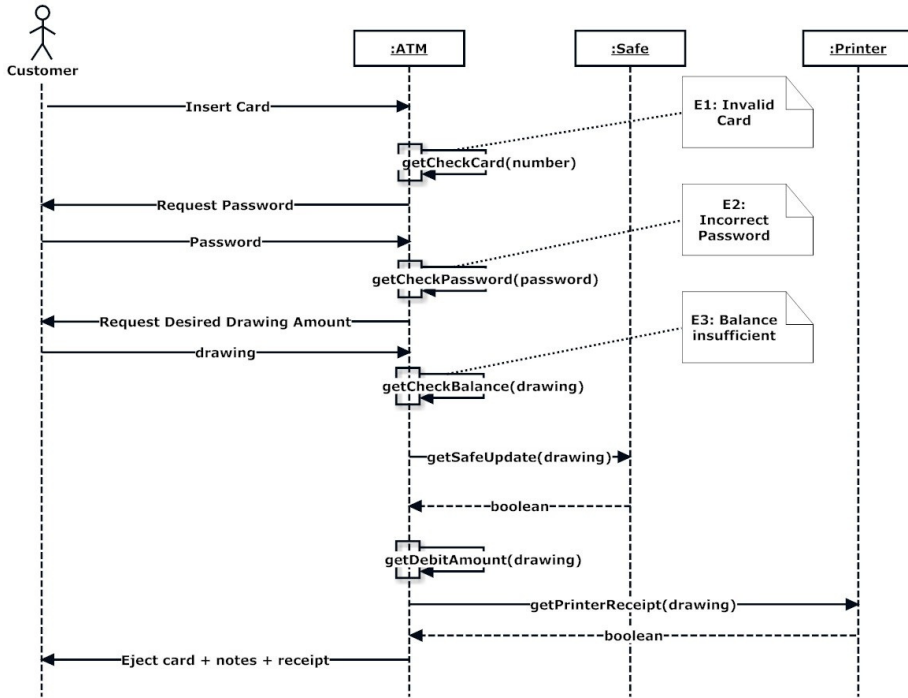 :ATM
:Safe
:Printer
Customer
Insert Card
E1: Invalid
Card
getCheckCard(number)
Request Password
E2:
Incorrect
Password
Password
getCheckPassword(password)
Request Desired Drawing Amount
E3: Balance
insufficient
drawing
getCheckBalance(drawing)
getSafeUpdate(drawing)
boolean
getDebitAmount(drawing)
getPrinterReceipt(drawing)
boolean
Eject card + notes + receipt